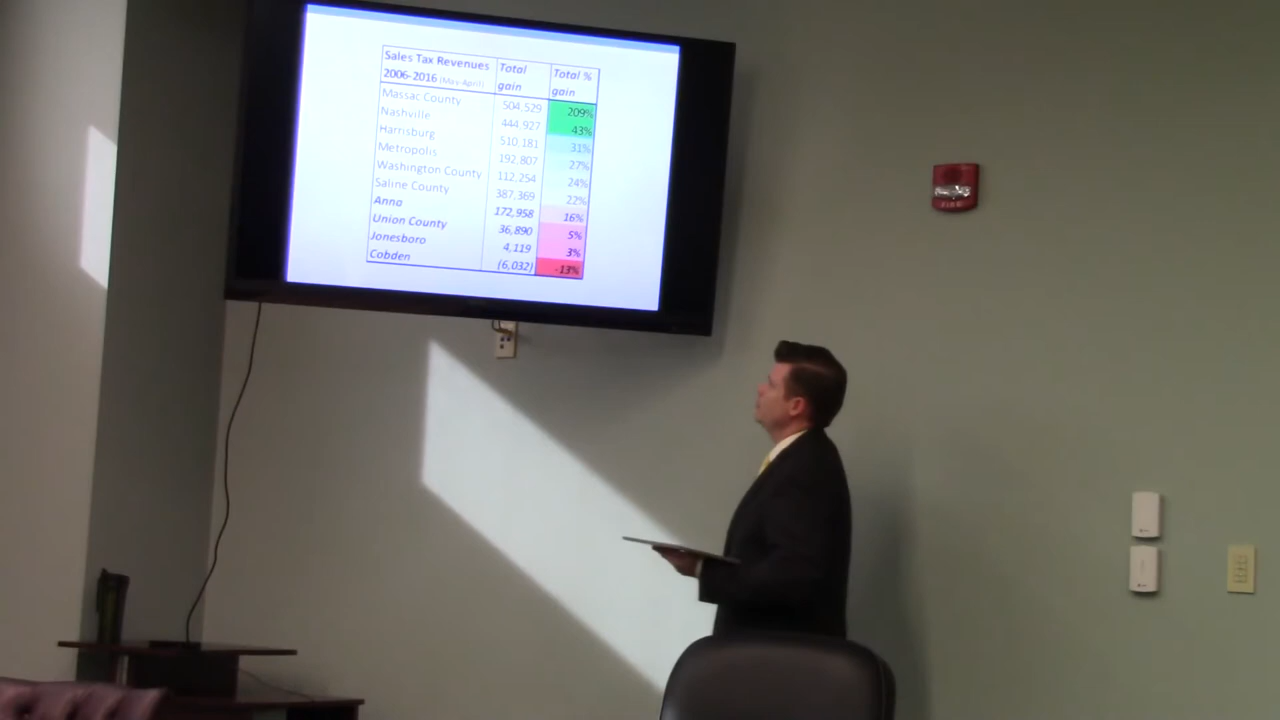 Sales Tax Revenues Total Total %
2006-2016 (May-April) gain gain
Massac County 504,529 209%
Nashville 444,927 43%
Harrisburg 510,181 31%
Metropolis 192,807 27%
Washington County 112,254 24%
Saline County 387,369 22%
Anna 172,958 16%
Union County 36,890 5%
Jonesboro 4,119 3%
Cobden (6,032) -13%
FIRE